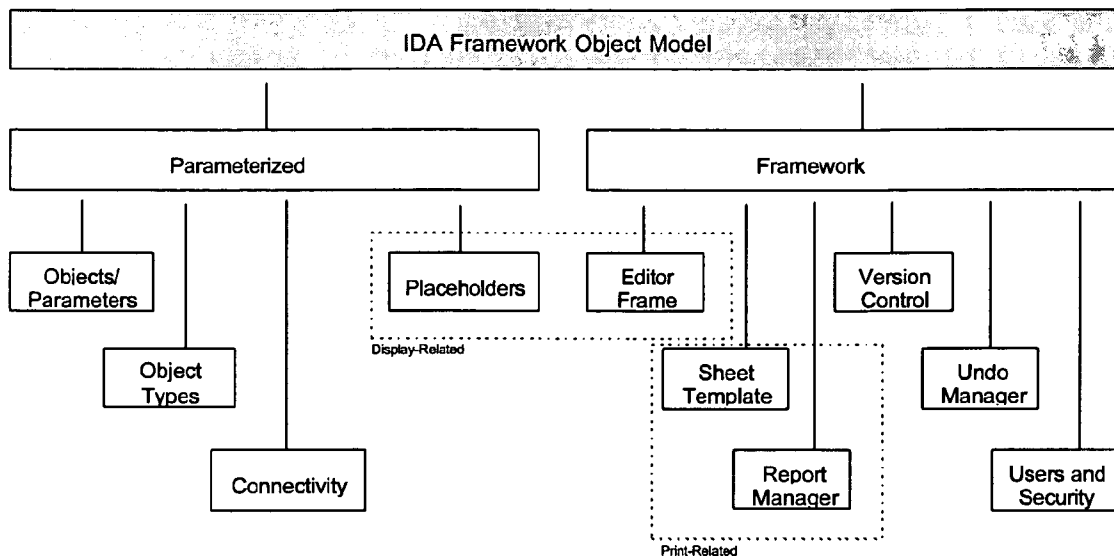 IDA Framework Object Model
Parameterized
Framework
Objects/
Parameters
Placeholders
Editor
Frame
Version
Control
Display-Related
Object
Types
Sheet
Template
Undo
Manager
Connectivity
Report
Manager
Users and
Security
Print-Related